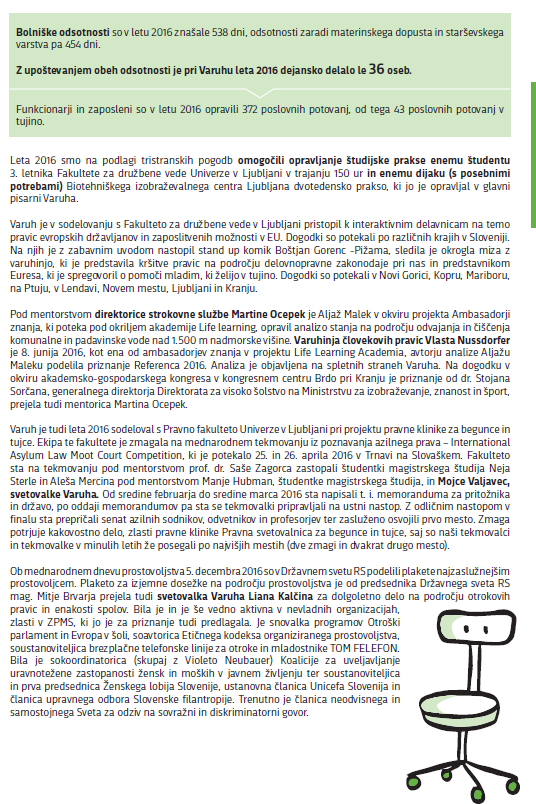 Bolniške odsotnosti so v letu 2016 znašale 538 dni, odsotnosti zaradi materinskega dopusta in starševskega
varstva pa 454 dni.
Z upoštevanjem obeh odsotnosti je pri Varuhu leta 2016 dejansko delalo le 36 oseb.
Funkcionarji in zaposleni so v letu 2016 opravili 372 poslovnih potovanj, od tega 43 poslovnih potovanj v
tujino.
Leta 2016 smo na podlagi tristranskih pogodb omogočili opravljanje študijske prakse enemu študentu
3. letnika Fakultete za družbene vede Univerze v Ljubljani v trajanju 150 ur in enemu dijaku (s posebnimi
potrebami) Biotehniškega izobraževalnega centra Ljubljana dvotedensko prakso, ki jo je opravljal v glavni
pisarni Varuha.
Varuh je v sodelovanju s Fakulteto za družbene vede v Ljubljani pristopil k interaktivnim delavnicam na temo
pravic evropskih državljanov in zaposlitvenih možnosti v EU. Dogodki so potekali po različnih krajih v Sloveniji.
Na njih je z zabavnim uvodom nastopil stand up komik Boštjan Gorenc -Pižama, sledila je okrogla miza z
varuhinjo, ki je predstavila kršitve pravic na področju delovnopravne zakonodaje pri nas in predstavnikom
Euresa, ki je spregovoril o pomoči mladim, ki želijo v tujino. Dogodki so potekali v Novi Gorici, Kopru, Mariboru,
na Ptuju, v Lendavi, Novem mestu, Ljubljani in Kranju.
Pod mentorstvom direktorice strokovne službe Martine Ocepek je Aljaž Malek v okviru projekta Ambasadorji
znanja, ki poteka pod okriljem akademije Life learning, opravil analizo stanja na področju odvajanja in čiščenja
komunalne in padavinske vode nad 1.500 m nadmorske višine. Varuhinja človekovih pravic Vlasta Nussdorfer
je 8. junija 2016, kot ena od ambasadorjev znanja v projektu Life Learning Academia, avtorju analize Aljažu
Maleku podelila priznanje Referenca 2016. Analiza je objavljena na spletnih straneh Varuha. Na dogodku v
okviru akademsko-gospodarskega kongresa v kongresnem centru Brdo pri Kranju je priznanje od dr. Stojana
Sorčana, generalnega direktorja Direktorata za visoko šolstvo na Ministrstvu za izobraževanje, znanost in šport,
prejela tudi mentorica Martina Ocepek.
Varuh je tudi leta 2016 sodeloval s Pravno fakulteto Univerze v Ljubljani pri projektu pravne klinike za begunce in
tujce. Ekipa te fakultete je zmagala na mednarodnem tekmovanju iz poznavanja azilnega prava – International
Asylum Law Moot Court Competition, ki je potekalo 25. in 26. aprila 2016 v Trnavi na Slovaškem. Fakulteto
sta na tekmovanju pod mentorstvom prof. dr. Saše Zagorca zastopali študentki magistrskega študija Neja
Sterle in Aleša Mercina pod mentorstvom Manje Hubman, študentke magistrskega študija, in Mojce Valjavec,
svetovalke Varuha. Od sredine februarja do sredine marca 2016 sta napisali t. i. memoranduma za pritožnika
in državo, po oddaji memorandumov pa sta se tekmovalki pripravljali na ustni nastop. Z odličnim nastopom v
finalu sta prepričali senat azilnih sodnikov, odvetnikov in profesorjev ter zasluženo osvojili prvo mesto. Zmaga
potrjuje kakovostno delo, zlasti pravne klinike Pravna svetovalnica za begunce in tujce, saj so naši tekmovalci
in tekmovalke v minulih letih že posegali po najvišjih mestih (dve zmagi in dvakrat drugo mesto).
Ob mednarodnem dnevu prostovoljstva 5. decembra 2016 so v Državnem svetu RS podelili plakete najzaslužnejšim
prostovoljcem. Plaketo za izjemne dosežke na področju prostovoljstva je od predsednika Državnega sveta RS
mag. Mitje Brvarja prejela tudi svetovalka Varuha Liana Kalčina za dolgoletno delo na področju otrokovih
pravic in enakosti spolov. Bila je in je še vedno aktivna v nevladnih organizacijah,
zlasti v ZPMS, ki jo je za priznanje tudi predlagala. Je snovalka programov Otroški
parlament in Evropa v šoli, soavtorica Etičnega kodeksa organiziranega prostovoljstva,
soustanoviteljica brezplačne telefonske linije za otroke in mladostnike TOM FELEFON.
Bila je sokoordinatorica (skupaj z Violeto Neubauer) Koalicije za uveljavljanje
uravnotežene zastopanosti žensk in moških v javnem življenju ter soustanoviteljica
in prva predsednica Ženskega lobija Slovenije, ustanovna članica Unicefa Slovenija in
članica upravnega odbora Slovenske filantropije. Trenutno je članica neodvisnega in
samostojnega Sveta za odziv na sovražni in diskriminatorni govor.